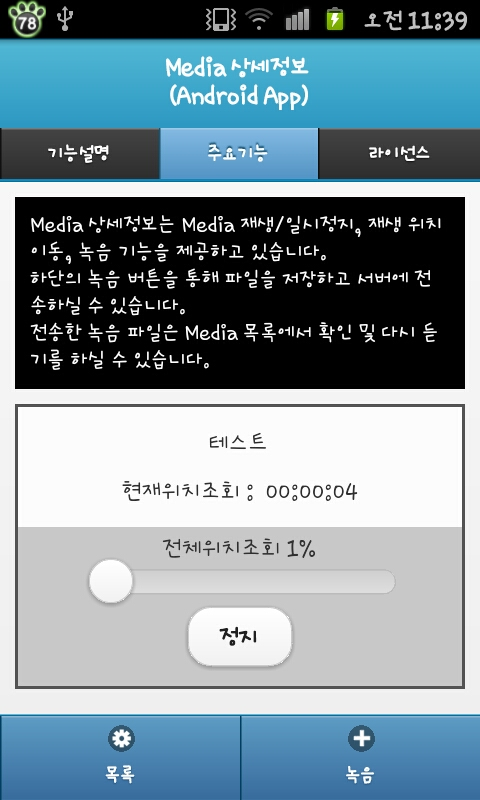 78
오전 11:39
Media 상세정보
(Android App)
기능설명
주요기능
라이선스
Media 상세정보는 Media 재생/일시정지, 재생 위치
이동, 녹음 기능을 제공하고 있습니다.
하단의 녹음 버튼을 통해 파일을 저장하고 서버에 전
송하실 수 있습니다.
전송한 녹음 파일은 Media 목록에서 확인 및 다시 듣
기를 하실 수 있습니다.
테스트
현재위치조회 : 00:00:04
전체위치조회 1%
정지
목록
녹음